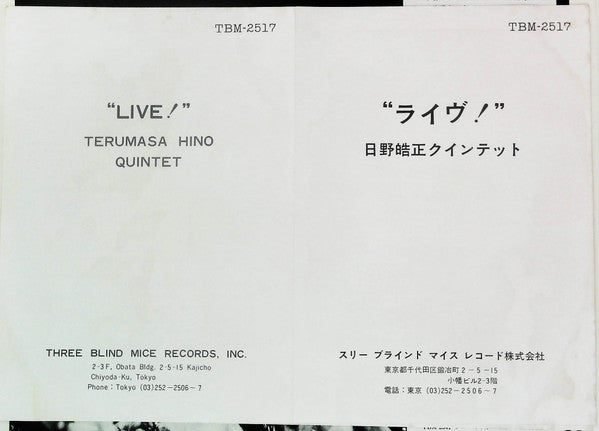 TBM-2517
"LIVE!"
TERUMASA HINO
QUINTET
THREE BLIND MICE RECORDS, INC.
2-3F, Obata Bldg. 2-5-15 Kajicho
Chiyoda-Ku, Tokyo
Phone: Tokyo (03)252-2506~7
TBM-2517
“ライヴ!”
日野皓正クインテット
スリー ブラインド マイス レコード株式会社
東京都千代田区鍛冶町2-5-15
小幡ビル2-3階
電話:東京 (03)252-2506~7